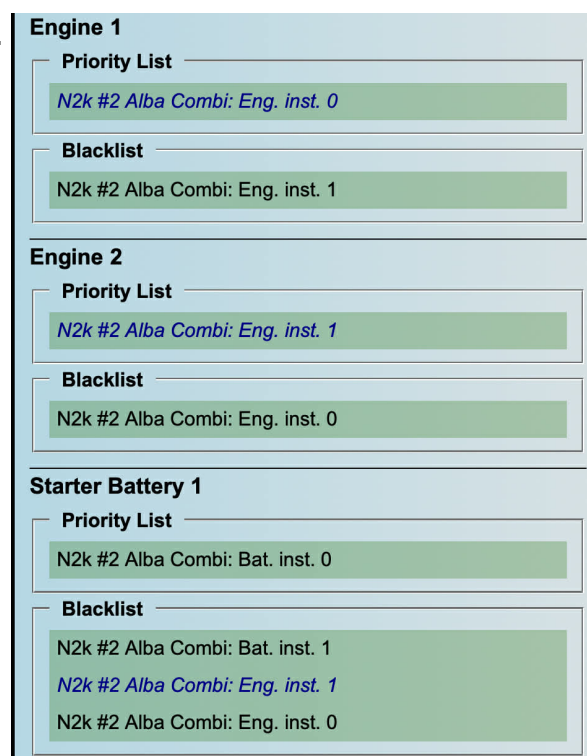 Engine 1
Priority List
N2k #2 Alba Combi: Eng. inst. 0
Blacklist
N2k #2 Alba Combi: Eng. inst. 1
Engine 2
Priority List
N2k #2 Alba Combi: Eng. inst. 1
Blacklist
N2k #2 Alba Combi: Eng. inst. 0
Starter Battery 1
Priority List
N2k #2 Alba Combi: Bat. inst. 0
Blacklist
N2k #2 Alba Combi: Bat. inst. 1
N2k #2 Alba Combi: Eng. inst. 1
N2k #2 Alba Combi: Eng. inst. 0